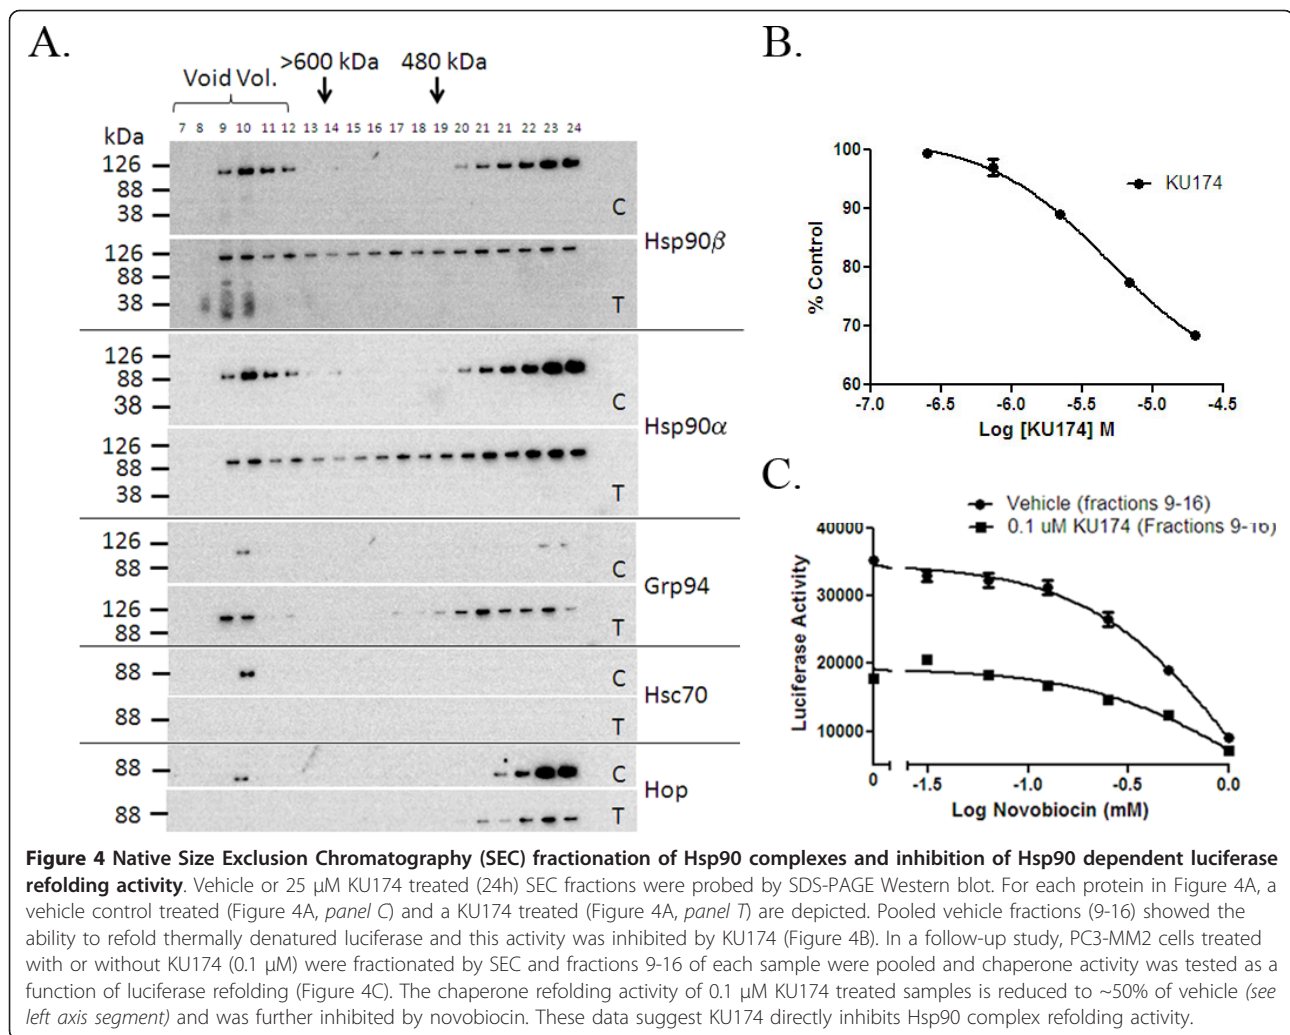 A.
>600 kDa 480 kDa
Void Vol.
7 8 9 10 11 12 13 14 15 16 17 18 19 20 21 21 22 23 24
kDa
126
88
38
C
Hsp90β
126
88
38
T
126
88
38
C
Hsp90α
126
88
38
T
126
88
C
Grp94
126
88
T
88
C
Hsc70
88
T
88
C
Hop
88
T
B.
100
90
80
70
60
% Control
KU174
-7.0 -6.5 -6.0 -5.5 -5.0 -4.5
Log [KU174] M
C.
Vehicle (fractions 9-16)
0.1 uM KU174 (Fractions 9-16)
40000
30000
20000
10000
Luciferase Activity
0 -1.5 -1.0 -0.5 0.0
Log Novobiocin (mM)
Figure 4 Native Size Exclusion Chromatography (SEC) fractionation of Hsp90 complexes and inhibition of Hsp90 dependent luciferase
refolding activity. Vehicle or 25 μM KU174 treated (24h) SEC fractions were probed by SDS-PAGE Western blot. For each protein in Figure 4A, a
vehicle control treated (Figure 4A, panel C) and a KU174 treated (Figure 4A, panel T) are depicted. Pooled vehicle fractions (9-16) showed the
ability to refold thermally denatured luciferase and this activity was inhibited by KU174 (Figure 4B). In a follow-up study, PC3-MM2 cells treated
with or without KU174 (0.1 μM) were fractionated by SEC and fractions 9-16 of each sample were pooled and chaperone activity was tested as a
function of luciferase refolding (Figure 4C). The chaperone refolding activity of 0.1 μM KU174 treated samples is reduced to ~50% of vehicle (see
left axis segment) and was further inhibited by novobiocin. These data suggest KU174 directly inhibits Hsp90 complex refolding activity.